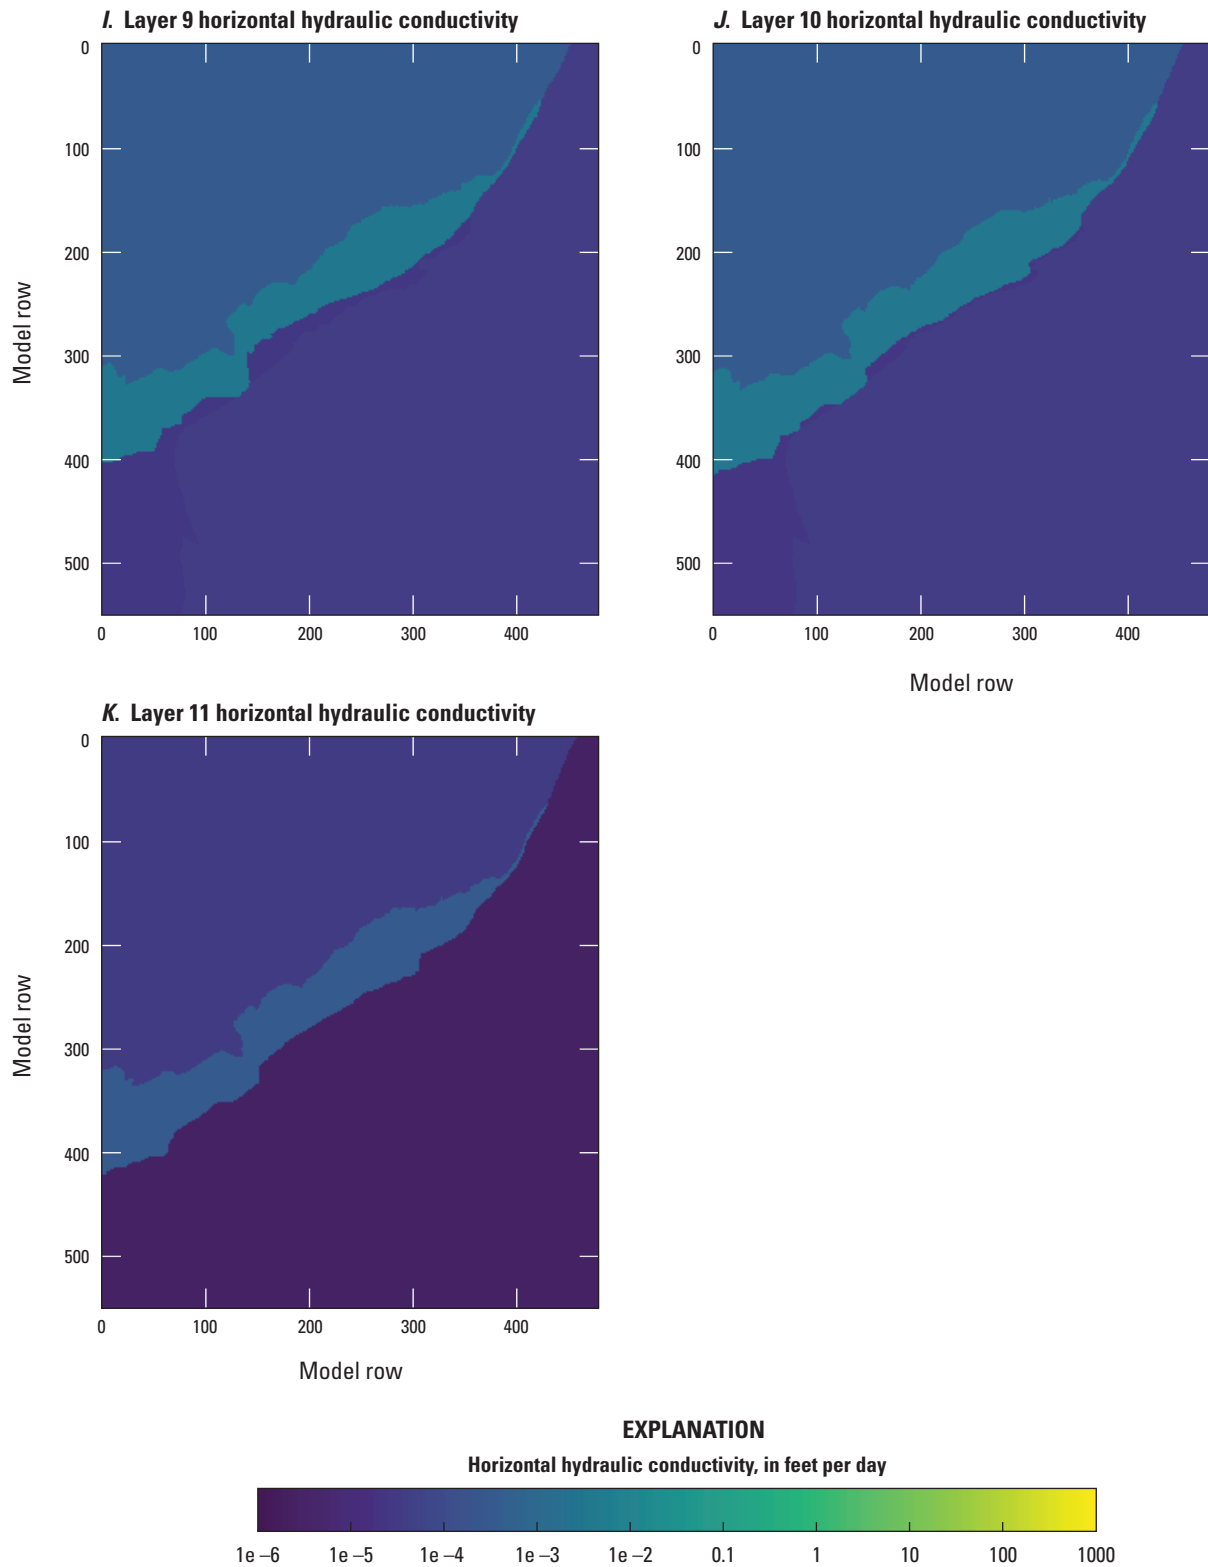 I. Layer 9 horizontal hydraulic conductivity
0
100
200
300
400
500
Model row
0 100 200 300 400
J. Layer 10 horizontal hydraulic conductivity
0
100
200
300
400
500
0 100 200 300 400
Model row
K. Layer 11 horizontal hydraulic conductivity
0
100
200
300
400
500
Model row
0 100 200 300 400
Model row
EXPLANATION
Horizontal hydraulic conductivity, in feet per day
1e –6 1e –5 1e –4 1e –3 1e –2 0.1 1 10 100 1000